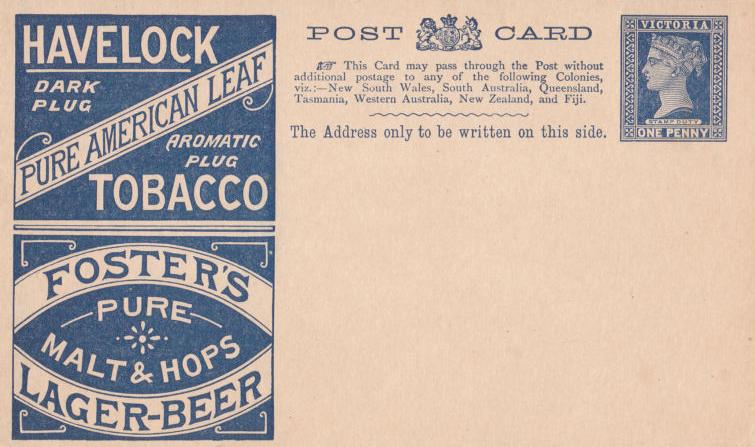 HAVELOCK
DARK
PLUG
PURE AMERICAN LEAF
AROMATIC
PLUG
TOBACCO
FOSTER'S
PURE
MALT & HOPS
LAGER-BEER
POST CARD
☞ This Card may pass through the Post without
additional postage to any of the following Colonies,
viz.:—New South Wales, South Australia, Queensland,
Tasmania, Western Australia, New Zealand, and Fiji.
The Address only to be written on this side.
VICTORIA
STAMP DUTY
ONE PENNY